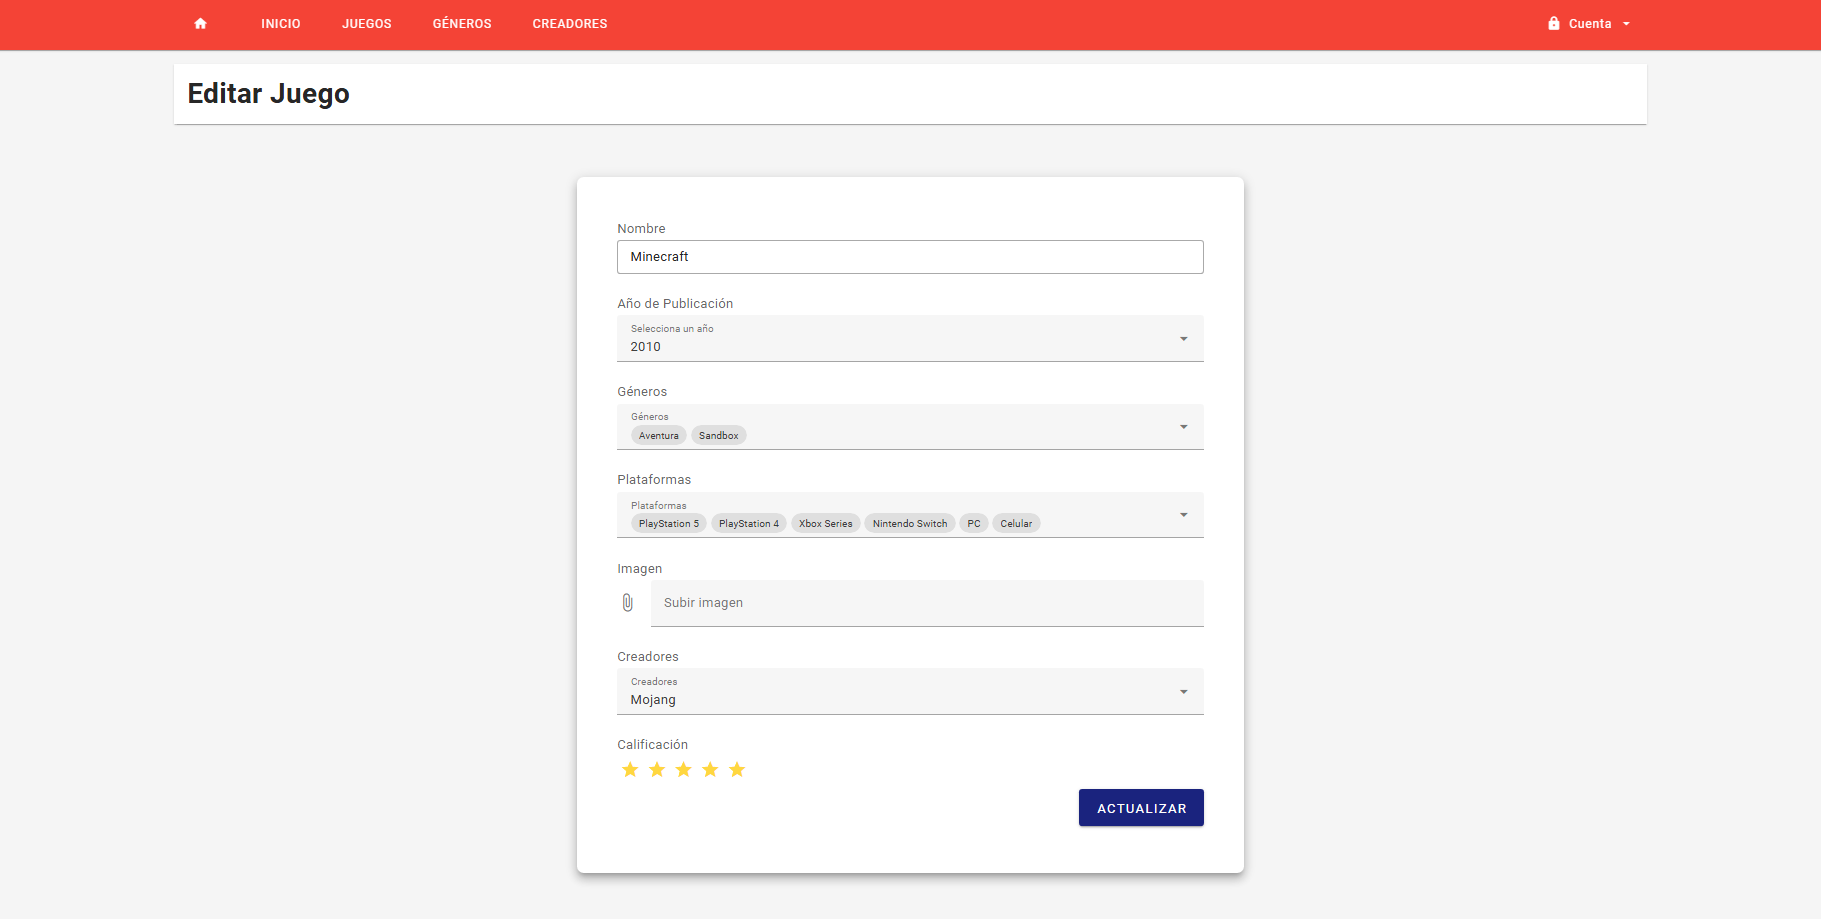 INICIO JUEGOS GÉNEROS CREADORES Cuenta
Editar Juego
Nombre
Minecraft
Año de Publicación
Selecciona un año
2010
Géneros
Géneros
Aventura Sandbox
Plataformas
Plataformas
PlayStation 5 PlayStation 4 Xbox Series Nintendo Switch PC Celular
Imagen
Subir imagen
Creadores
Creadores
Mojang
Calificación
ACTUALIZAR